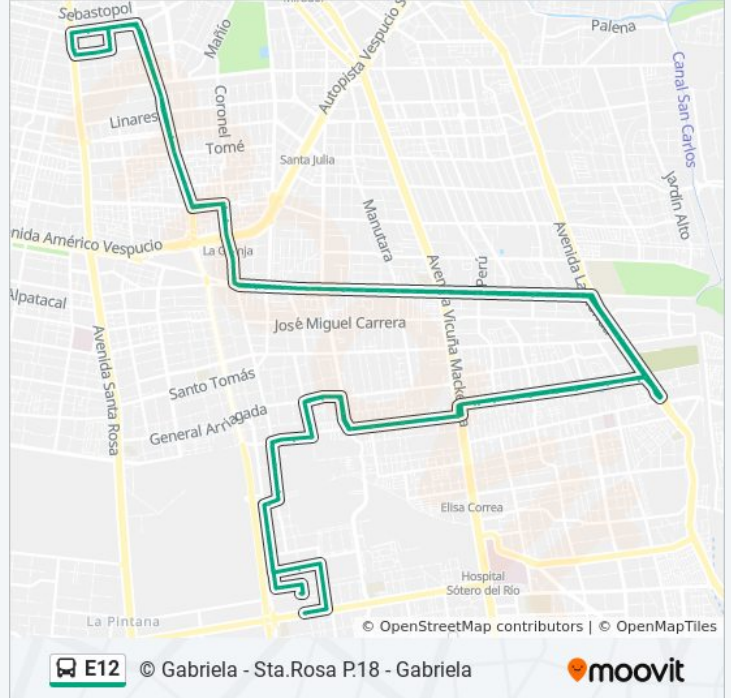 Sebastopol
Mañío
Palena
Autopista Vespucio S
Canal San Carlos
Linares
Coronel
Tomé
Santa Julia
Jardín Alto
Manutara
nida Américo Vespucio
La Granja
Perú
Avenida La
Alpatacal
José Miguel Carrera
Avenida Vicuña Mackenna
Avenida Santa Rosa
Santo Tomás
General Arriagada
Elisa Correa
Hospital
Sótero del Río
La Pintana
© OpenStreetMap contributors | © OpenMapTiles
E12 © Gabriela - Sta.Rosa P.18 - Gabriela
moovit